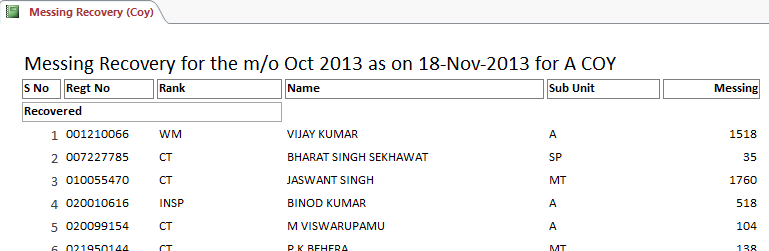 Messing Recovery (Coy)
Messing Recovery for the m/o Oct 2013 as on 18-Nov-2013 for A COY
S No Regt No Rank Name Sub Unit Messing
Recovered
1 001210066 WM VIJAY KUMAR A 1518
2 007227785 CT BHARAT SINGH SEKHAWAT SP 35
3 010055470 CT JASWANT SINGH MT 1760
4 020010616 INSP BINOD KUMAR A 518
5 020099154 CT M VISWARUPAMU A 104
6 021950144 CT P K BEHERA MT 138